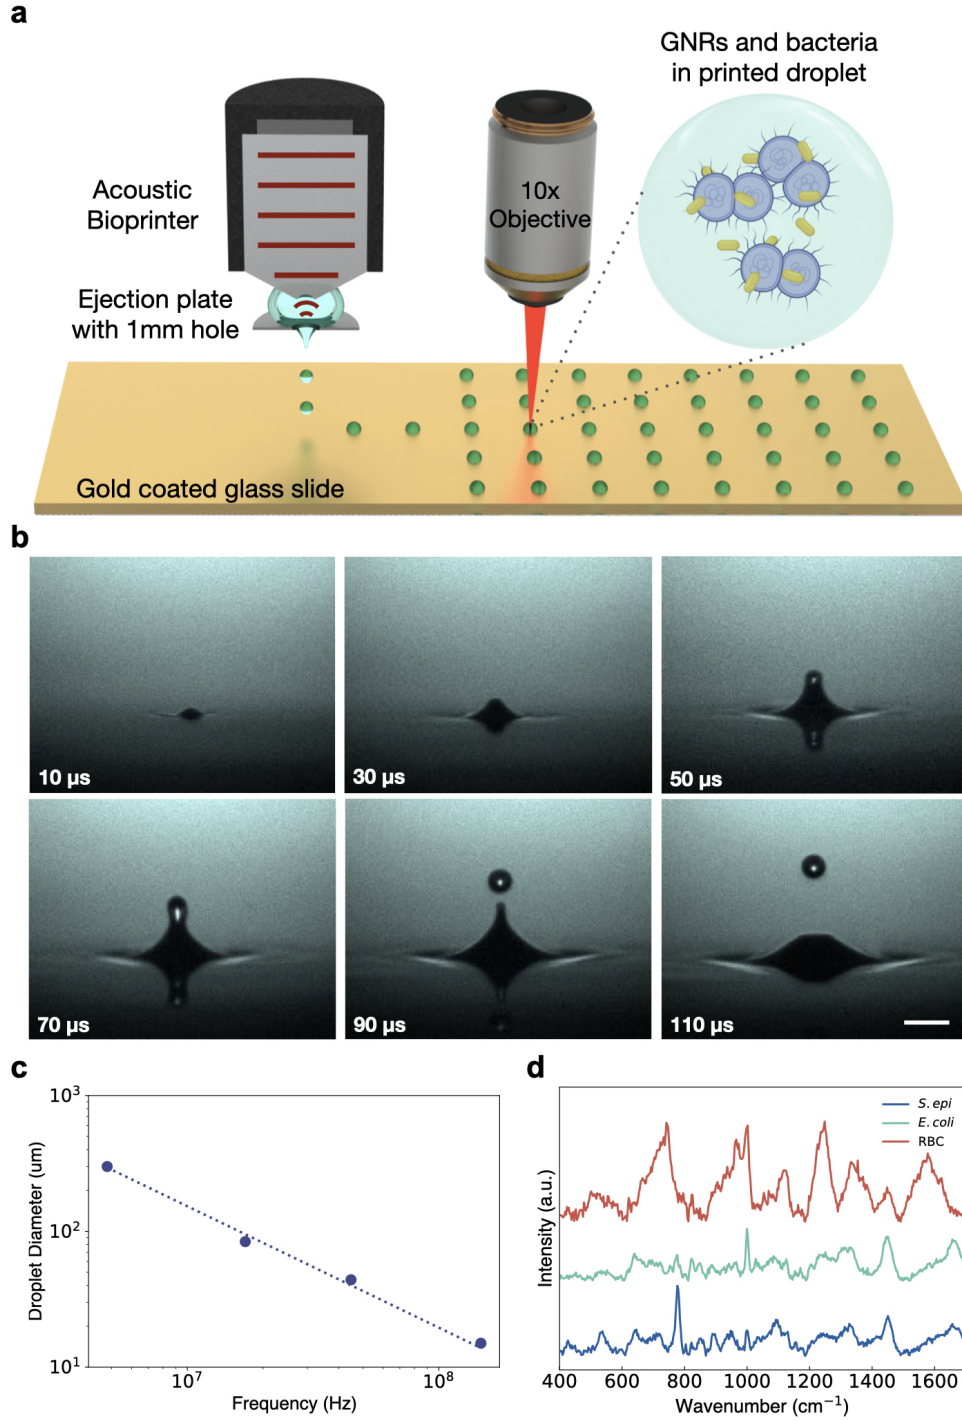 a
GNRs and bacteria
in printed droplet
Acoustic
Bioprinter
10x
Objective
Ejection plate
with 1mm hole
Gold coated glass slide
b
10 µs
30 µs
50 µs
70 µs
90 µs
110 µs
c
10³
10²
10¹
Droplet Diameter (um)
10⁷
10⁸
Frequency (Hz)
d
S. epi
E. coli
RBC
Intensity (a.u.)
400 600 800 1000 1200 1400 1600
Wavenumber (cm⁻¹)